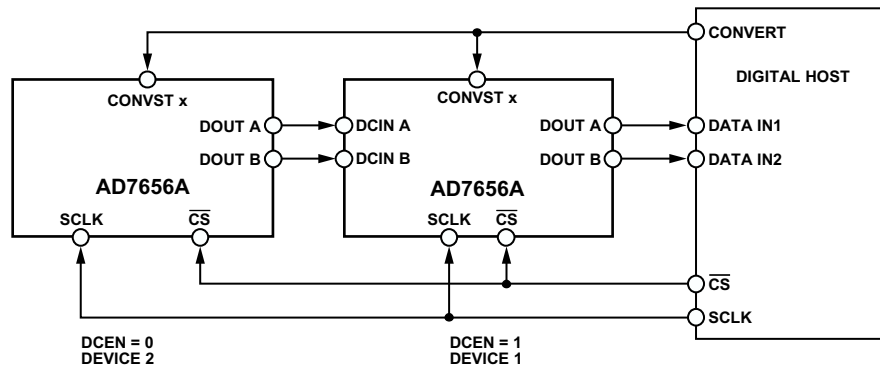 CONVERT
DIGITAL HOST
CONVST x
CONVST x
DOUT A
DCIN A
DOUT A
DATA IN1
DOUT B
DCIN B
DOUT B
DATA IN2
AD7656A
AD7656A
SCLK
CS
SCLK
CS
CS
SCLK
DCEN = 0
DEVICE 2
DCEN = 1
DEVICE 1